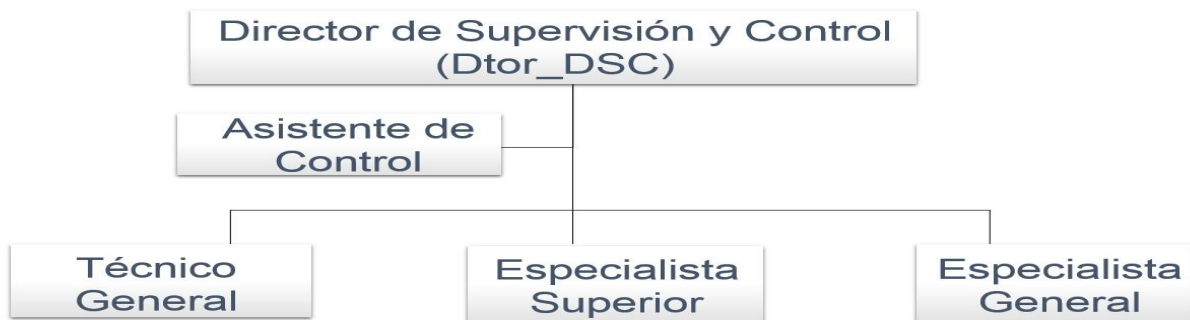 Director de Supervisión y Control
(Dtor_DSC)
Asistente de
Control
Técnico
General
Especialista
Superior
Especialista
General